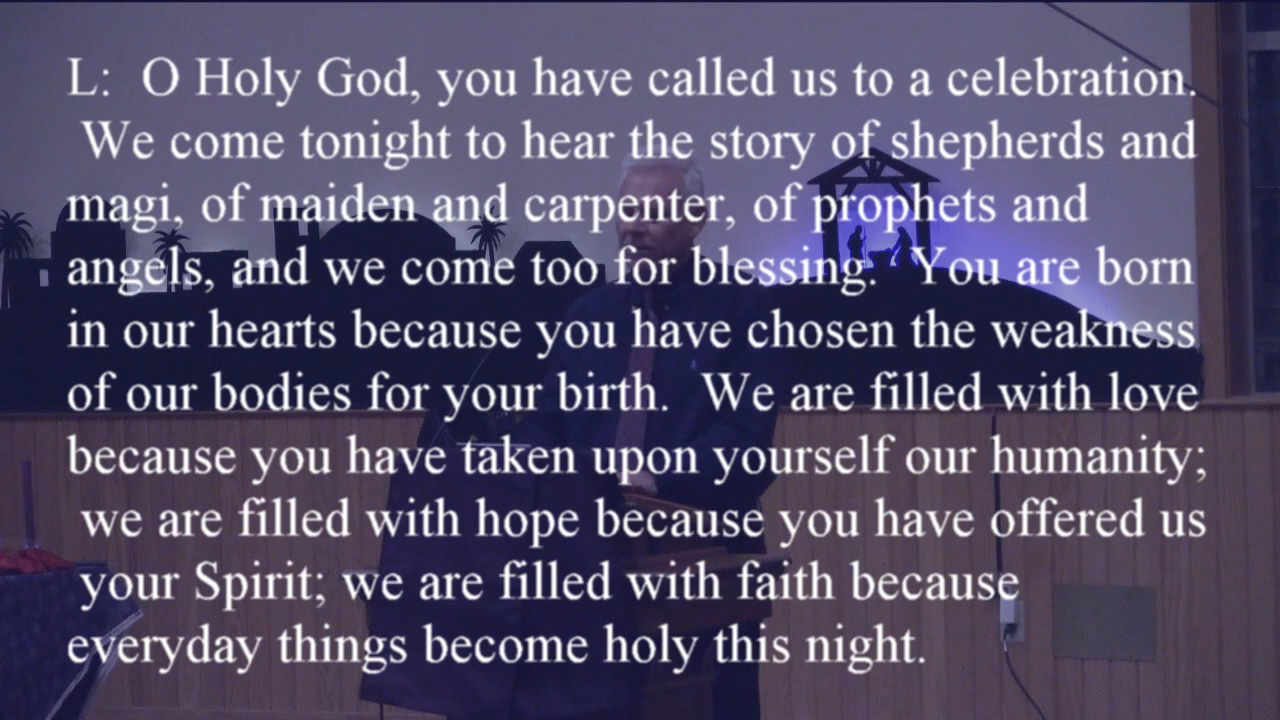 L:  O Holy God, you have called us to a celebration.
We come tonight to hear the story of shepherds and
magi, of maiden and carpenter, of prophets and
angels, and we come too for blessing.  You are born
in our hearts because you have chosen the weakness
of our bodies for your birth.  We are filled with love
because you have taken upon yourself our humanity;
we are filled with hope because you have offered us
your Spirit; we are filled with faith because
everyday things become holy this night.